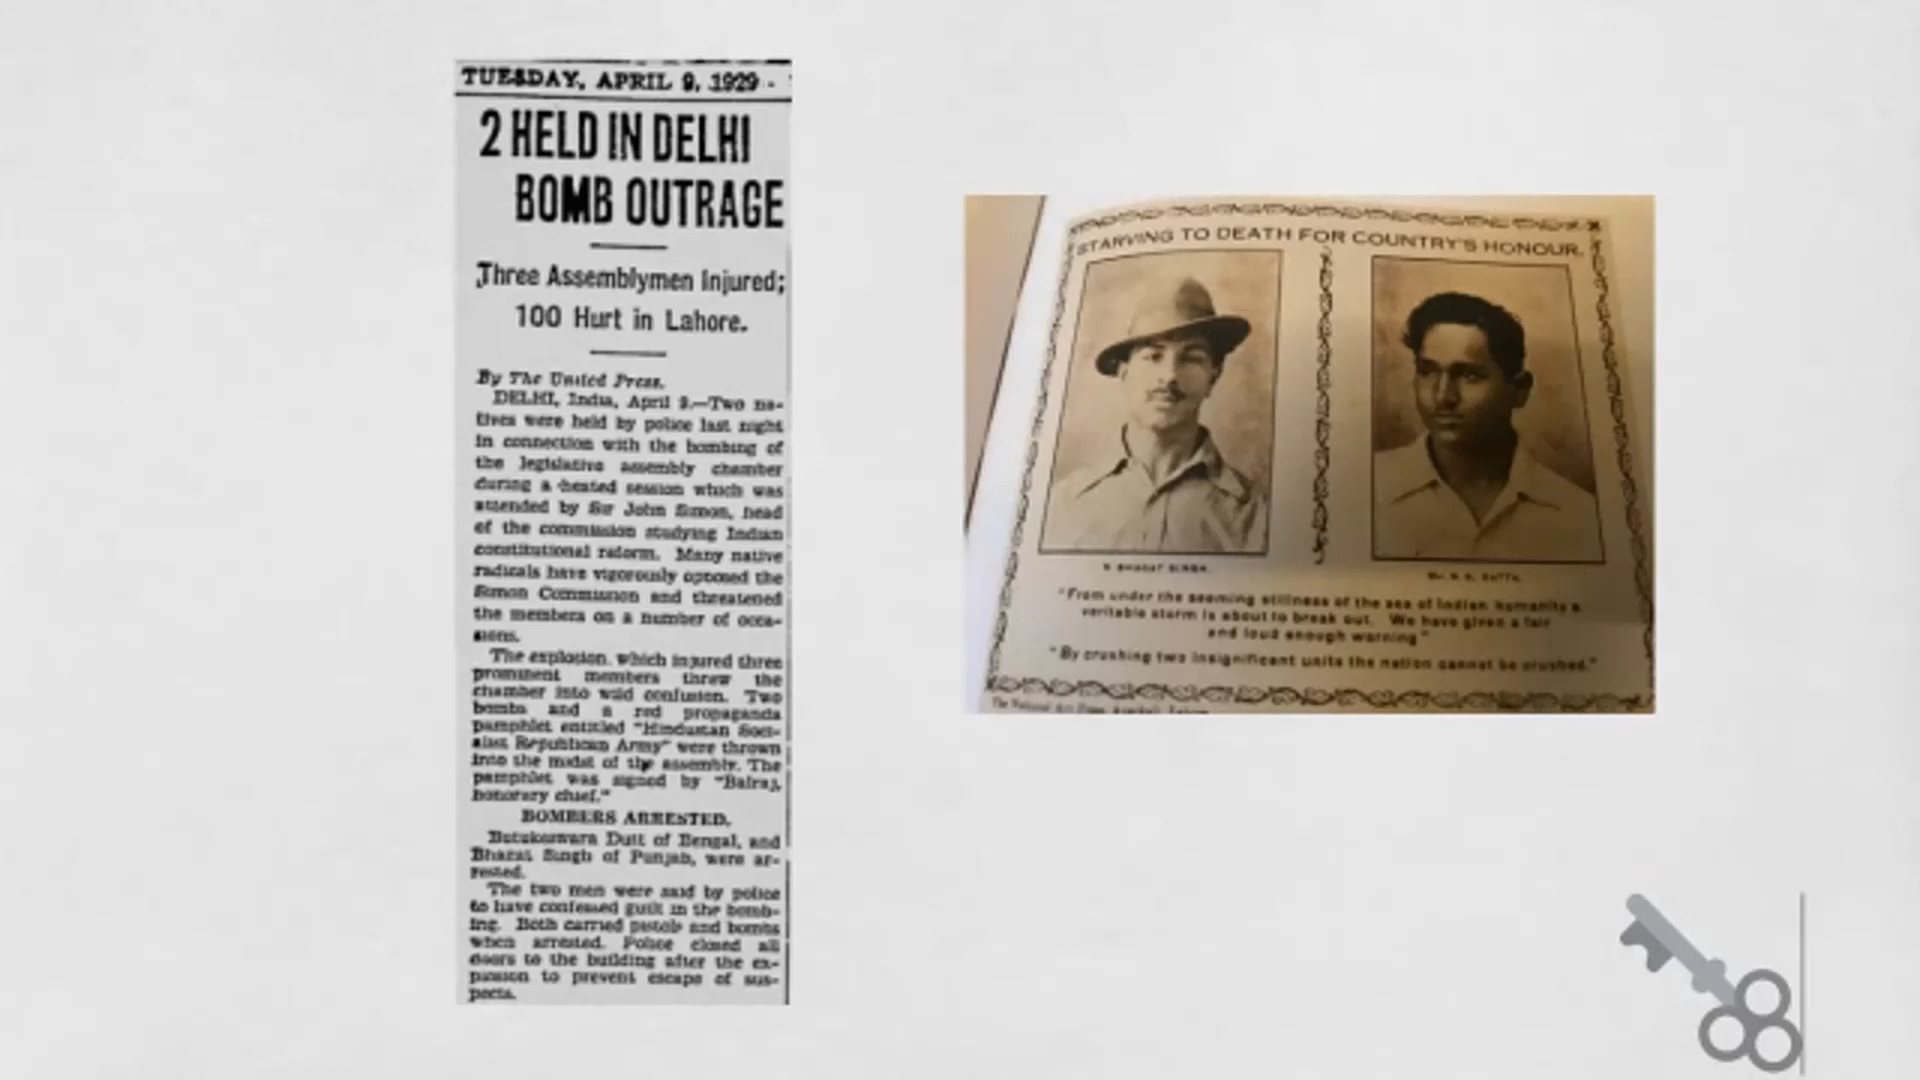 TUESDAY, APRIL 9, 1929
2 HELD IN DELHI
BOMB OUTRAGE
Three Assemblymen Injured;
100 Hurt in Lahore.
By The United Press.
DELHI, India, April 9.—Two na-
tives were held by police last night
in connection with the bombing of
the legislative assembly chamber
during a heated session which was
attended by Sir John Simon, head
of the commission studying Indian
constitutional reform. Many native
radicals have vigorously opposed the
Simon Commission and threatened
the members on a number of occa-
sions.
The explosion, which injured three
prominent members threw the
chamber into wild confusion. Two
bombs and a red propaganda
pamphlet entitled "Hindustan Soci-
alist Republican Army" were thrown
into the midst of the assembly. The
pamphlet was signed by "Balraj,
honorary chief."
BOMBERS ARRESTED.
Butukeswara Dutt of Bengal, and
Singh of Punjab, were ar-
rested.
The two men were said by police
to have confessed guilt in the bomb-
ing. Both carried pistols and bombs
when arrested. Police closed all
doors to the building after the ex-
plosion to prevent escape of sus-
pects.
STARVING TO DEATH FOR COUNTRY'S HONOUR.
S. BHAGAT SINGH.
Mr. B. K. DUTTA.
"From under the seeming stillness of the sea of Indian humanity a
veritable storm is about to break out. We have given a fair
and loud enough warning"
"By crushing two insignificant units the nation cannot be crushed."
The National Art Press,